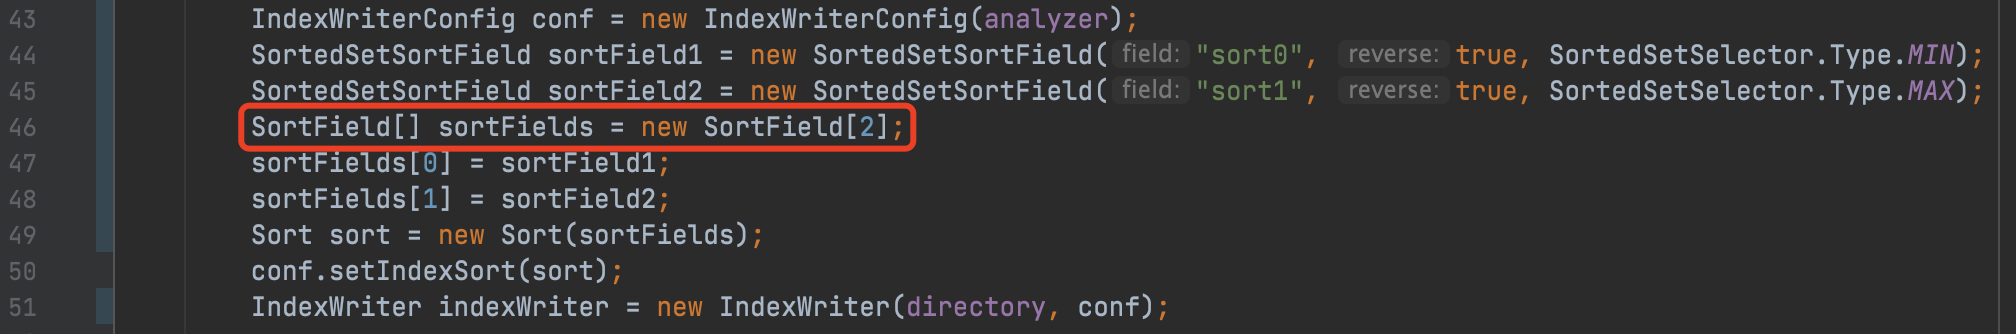 43 IndexWriterConfig conf = new IndexWriterConfig(analyzer);
44 SortedSetSortField sortField1 = new SortedSetSortField( field: "sort0", reverse: true, SortedSetSelector.Type.MIN);
45 SortedSetSortField sortField2 = new SortedSetSortField( field: "sort1", reverse: true, SortedSetSelector.Type.MAX);
46 SortField[] sortFields = new SortField[2];
47 sortFields[0] = sortField1;
48 sortFields[1] = sortField2;
49 Sort sort = new Sort(sortFields);
50 conf.setIndexSort(sort);
51 IndexWriter indexWriter = new IndexWriter(directory, conf);